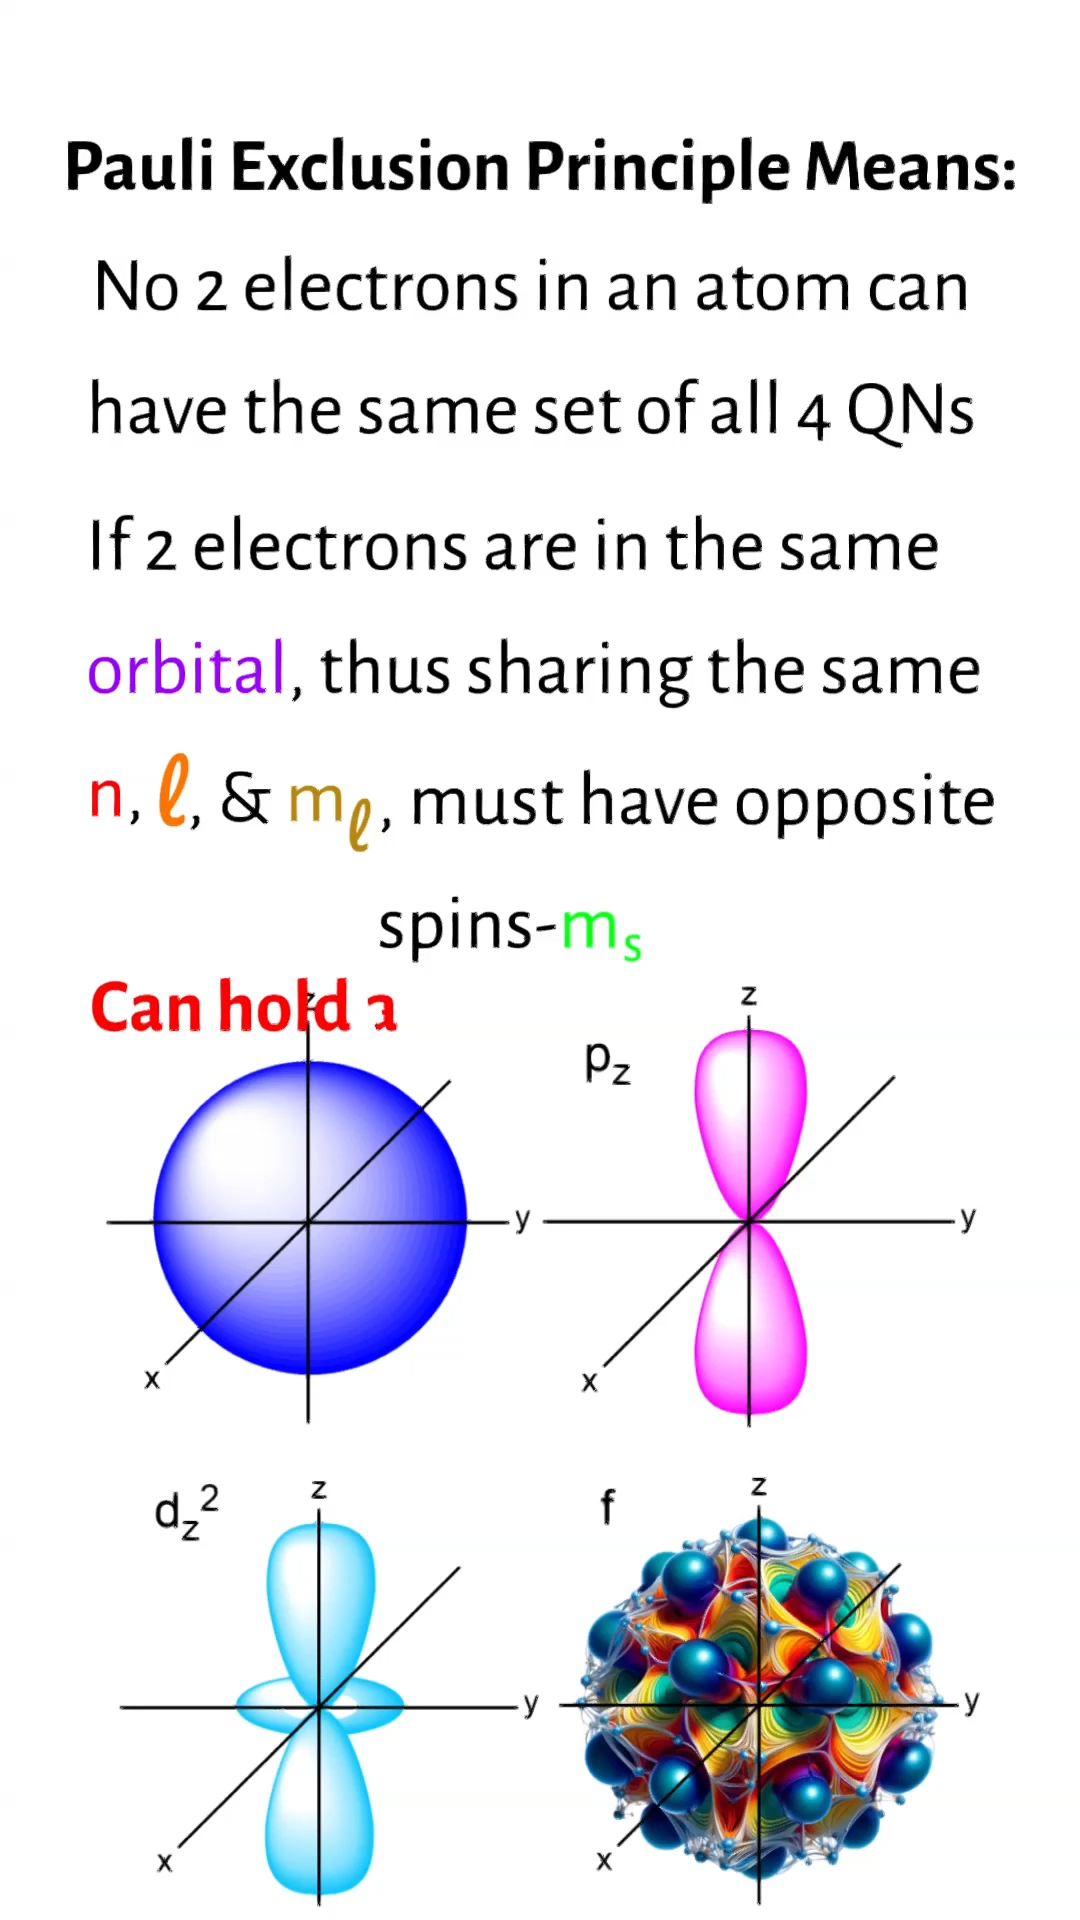 Pauli Exclusion Principle Means:
No 2 electrons in an atom can
have the same set of all 4 QNs
If 2 electrons are in the same
orbital, thus sharing the same
n, ℓ, & mℓ, must have opposite
spins-ms
Can hold
z
z
pz
y
y
x
x
dz2
z
f
z
y
y
x
x